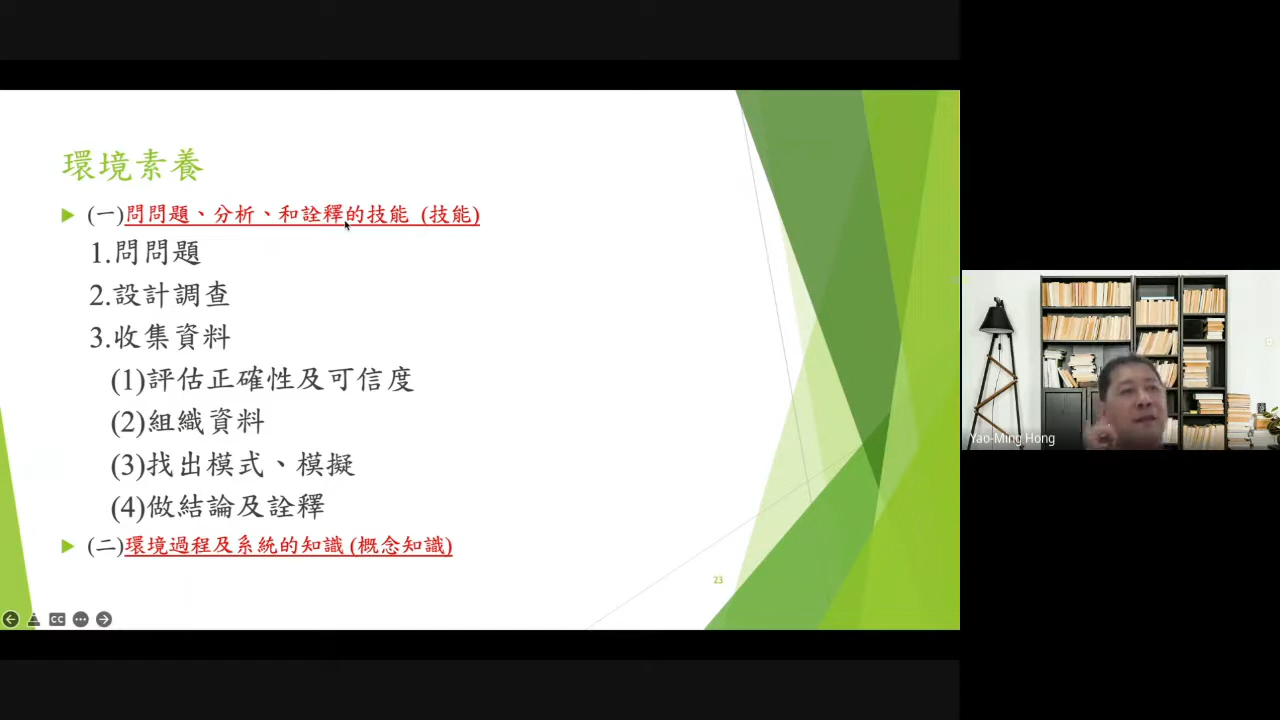 環境素養
(一)問問題、分析、和詮釋的技能 (技能)
1.問問題
2.設計調查
3.收集資料
(1)評估正確性及可信度
(2)組織資料
(3)找出模式、模擬
(4)做結論及詮釋
(二)環境過程及系統的知識 (概念知識)
23
CC
Yao-Ming Hong